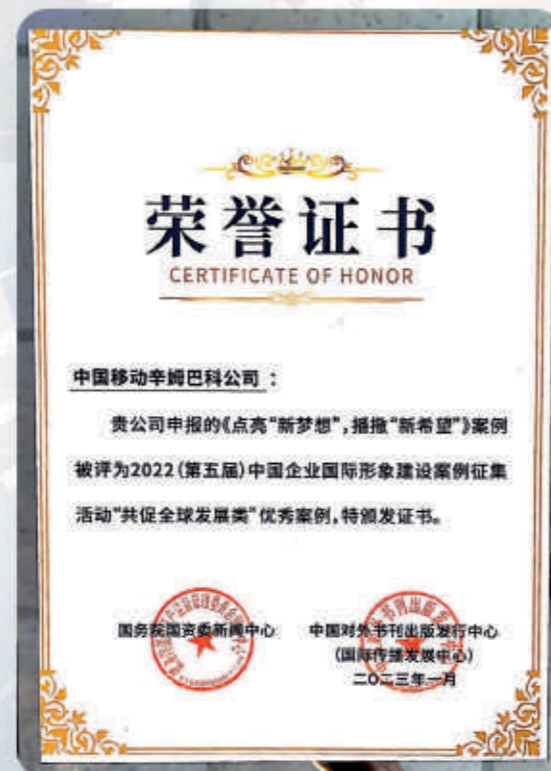 荣誉证书
CERTIFICATE OF HONOR
中国移动辛姆巴科公司：
贵公司申报的《点亮“新梦想”，播撒“新希望”》案例
被评为2022(第五届)中国企业国际形象建设案例征集
活动“共促全球发展类”优秀案例，特颁发证书。
国务院国资委新闻中心
中国对外书刊出版发行中心
(国际传播发展中心)
二〇二三年一月